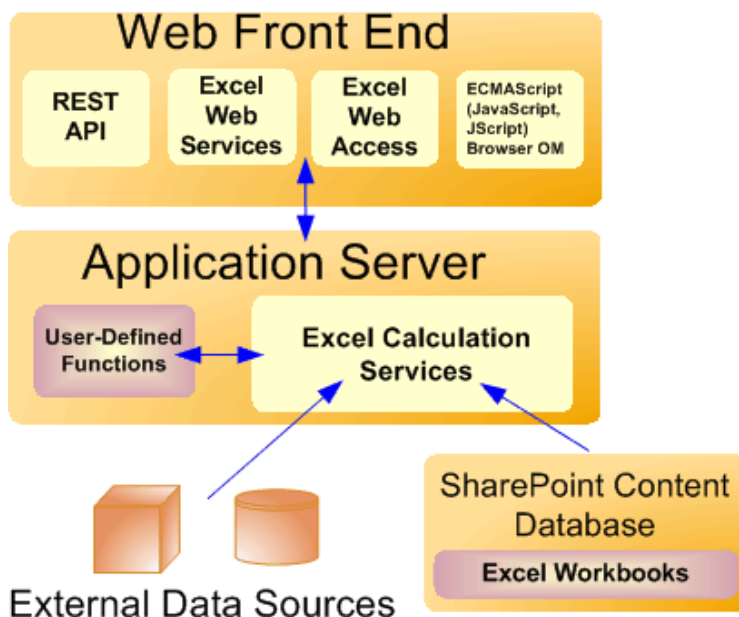 Web Front End
REST
API
Excel
Web
Services
Excel
Web
Access
ECMAScript
(JavaScript,
JScript)
Browser OM
Application Server
User-Defined
Functions
Excel Calculation
Services
SharePoint Content
Database
Excel Workbooks
External Data Sources